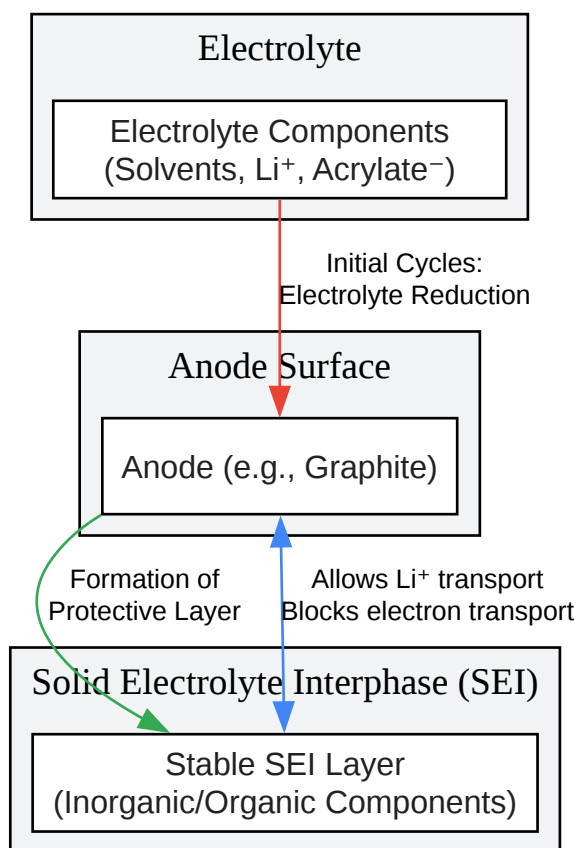 Electrolyte
Electrolyte Components
(Solvents, Li⁺, Acrylate⁻)
Initial Cycles:
Electrolyte Reduction
Anode Surface
Anode (e.g., Graphite)
Formation of
Protective Layer
Allows Li⁺ transport
Blocks electron transport
Solid Electrolyte Interphase (SEI)
Stable SEI Layer
(Inorganic/Organic Components)